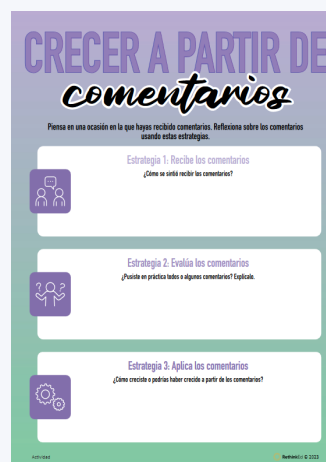 CRECER A PARTIR DE
comentarios
Piensa en una ocasión en la que hayas recibido comentarios. Reflexiona sobre los comentarios
usando estas estrategias.
Estrategia 1: Recibe los comentarios
¿Cómo se sintió recibir los comentarios?
Estrategia 2: Evalúa los comentarios
¿Pusiste en práctica todos o algunos comentarios? Explícalo.
Estrategia 3: Aplica los comentarios
¿Cómo creciste o podrías haber crecido a partir de los comentarios?
Actividad
RethinkEd © 2023